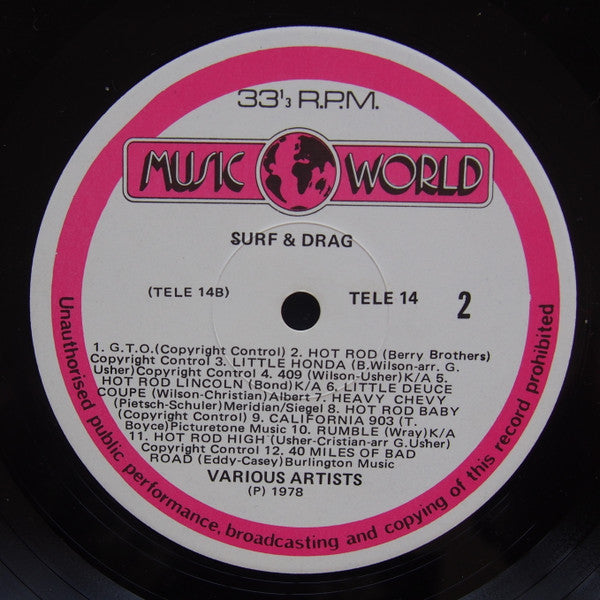 33⅓ R.P.M.
MUSIC WORLD
SURF & DRAG
(TELE 14B) TELE 14 2
1. G.T.O.(Copyright Control) 2. HOT ROD (Berry Brothers)
Copyright Control 3. LITTLE HONDA (B.Wilson-arr. G.
Usher)Copyright Control 4. 409 (Wilson-Usher)K/A 5.
HOT ROD LINCOLN (Bond)K/A 6. LITTLE DEUCE
COUPE (Wilson-Christian)Albert 7. HEAVY CHEVY
(Pietsch-Schuler)Meridian/Siegel 8. HOT ROD BABY
(Copyright Control) 9. CALIFORNIA 903 (T.
Boyce)Picturetone Music 10. RUMBLE (Wray)K/A
11. HOT ROD HIGH (Usher-Cristian-arr G.Usher)
Copyright Control 12. 40 MILES OF BAD
ROAD (Eddy-Casey)Burlington Music
VARIOUS ARTISTS
(P) 1978
Unauthorised public performance, broadcasting and copying of this record prohibited